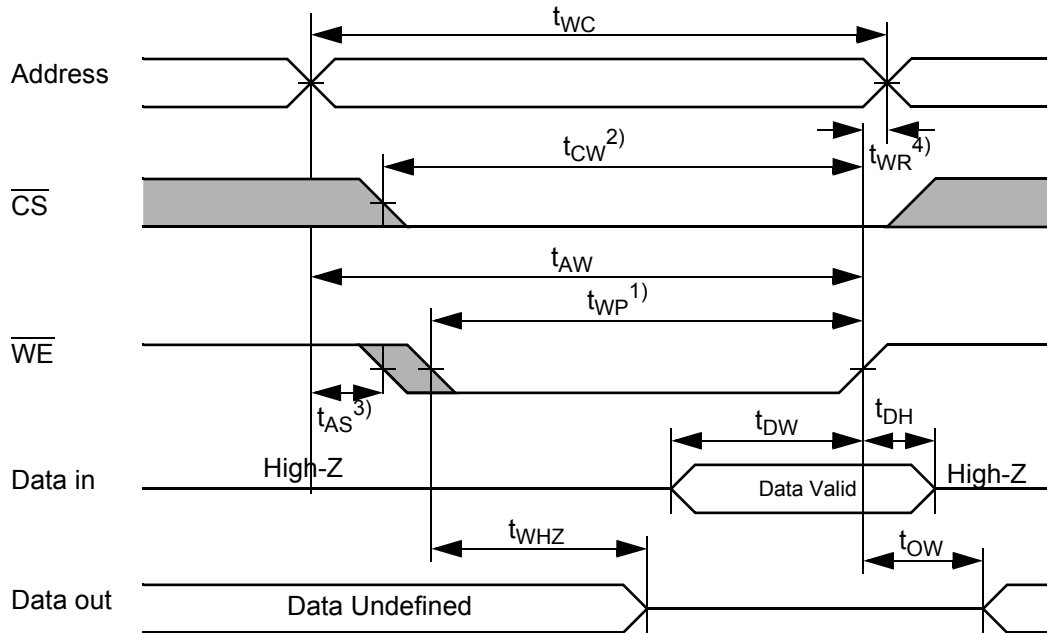 tWC
Address
tCW2)
tWR4)
CS
tAW
tWP1)
WE
tAS3)
tDW
tDH
High-Z
Data in
Data Valid
High-Z
tWHZ
tOW
Data out
Data Undefined